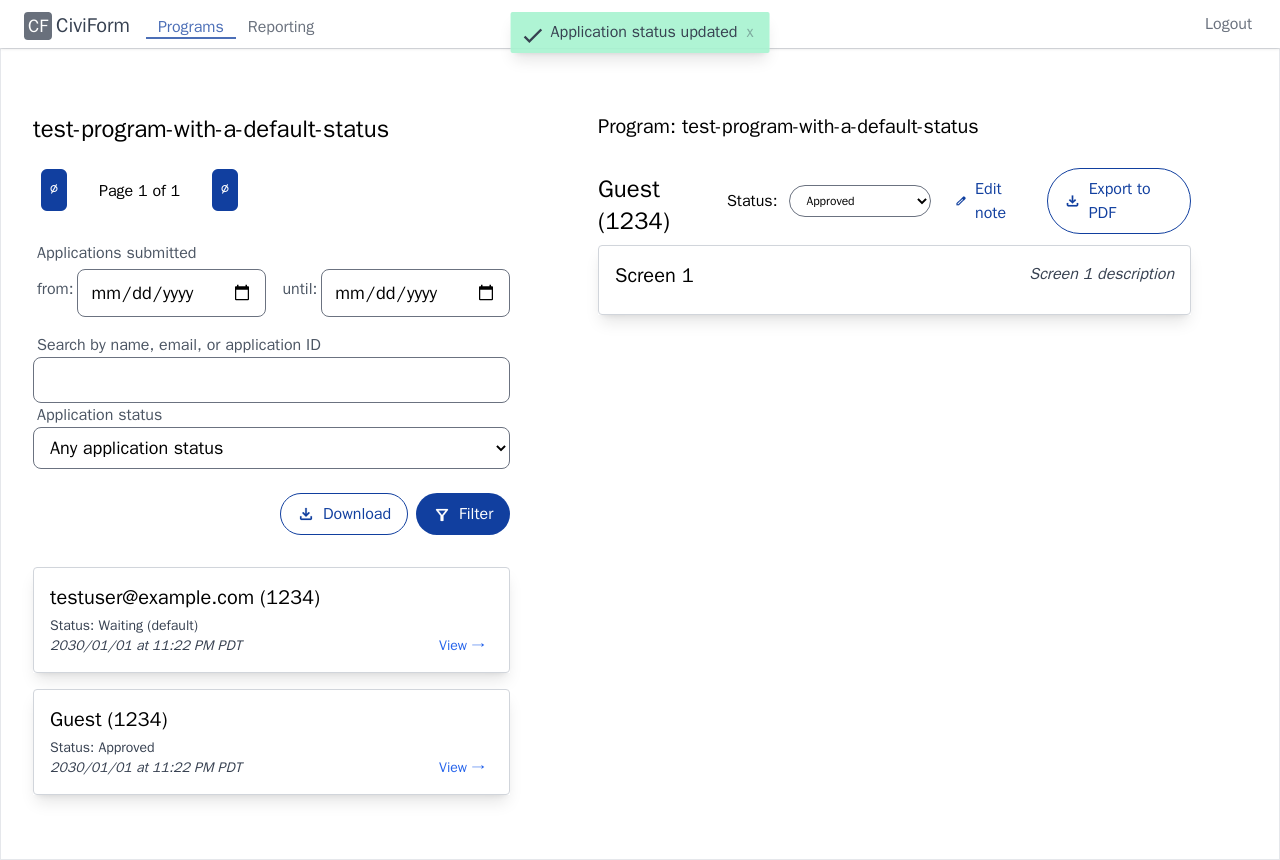 CF CiviForm Programs Reporting Logout
Application status updated x
test-program-with-a-default-status
Page 1 of 1
Applications submitted
from: mm/dd/yyyy until: mm/dd/yyyy
Search by name, email, or application ID
Application status
Any application status
Download Filter
testuser@example.com (1234)
Status: Waiting (default)
2030/01/01 at 11:22 PM PDT View →
Guest (1234)
Status: Approved
2030/01/01 at 11:22 PM PDT View →
Program: test-program-with-a-default-status
Guest
(1234)
Status: Approved
Edit
note
Export to
PDF
Screen 1
Screen 1 description